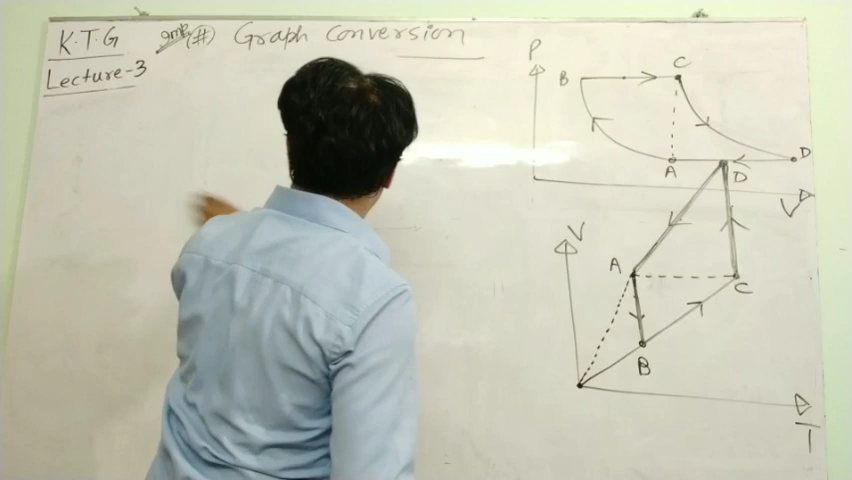 K.T.G imp. (#) Graph Conversion
Lecture-3
P
B C
A D
V
D
V
A C
B
T